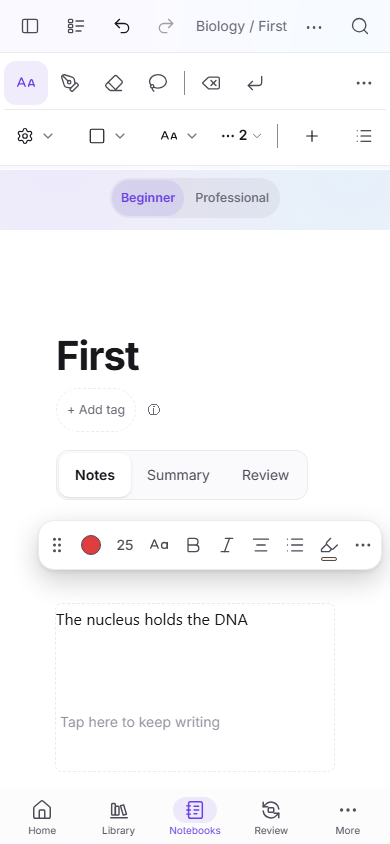 Biology / First
Aa
Aa
2
Beginner
Professional
First
+ Add tag
Notes
Summary
Review
25
Aa
B
I
The nucleus holds the DNA
Tap here to keep writing
Home
Library
Notebooks
Review
More